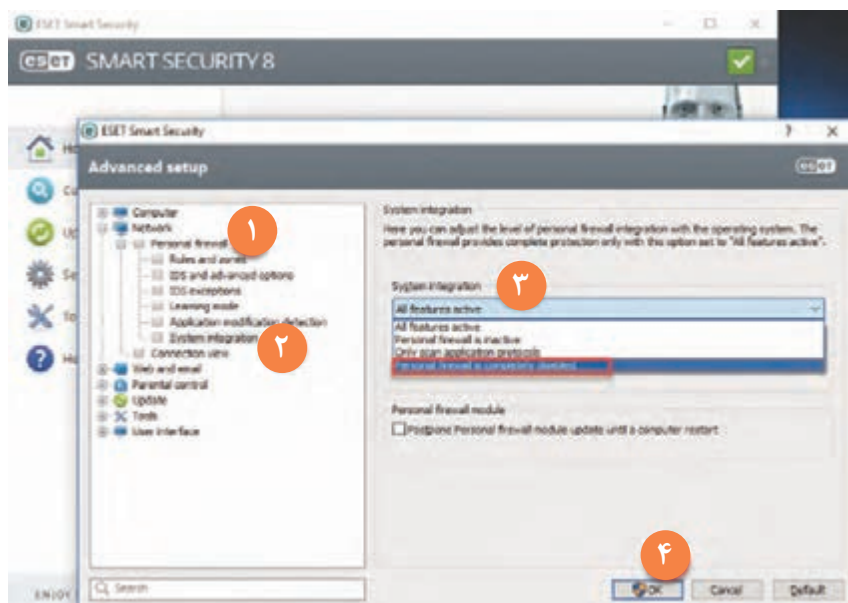 ESET Smart Security
eset SMART SECURITY 8
ESET Smart Security
Advanced setup
eset
Computer
Network
۱
Personal firewall
Rules and zones
IDS and advanced options
IDS exceptions
Learning mode
Application modification detection
System integration
۲
Connection view
Web and email
Parental control
Update
Tools
User interface
System integration
Here you can adjust the level of personal firewall integration with the operating system. The
personal firewall provides complete protection only with this option set to "All features active".
System integration
۳
All features active
All features active
Personal firewall is inactive
Only scan application protocols
Personal firewall is completely disabled
Personal firewall module
Postpone Personal firewall module update until a computer restart
۴
ENJOY
Search
OK
Cancel
Default